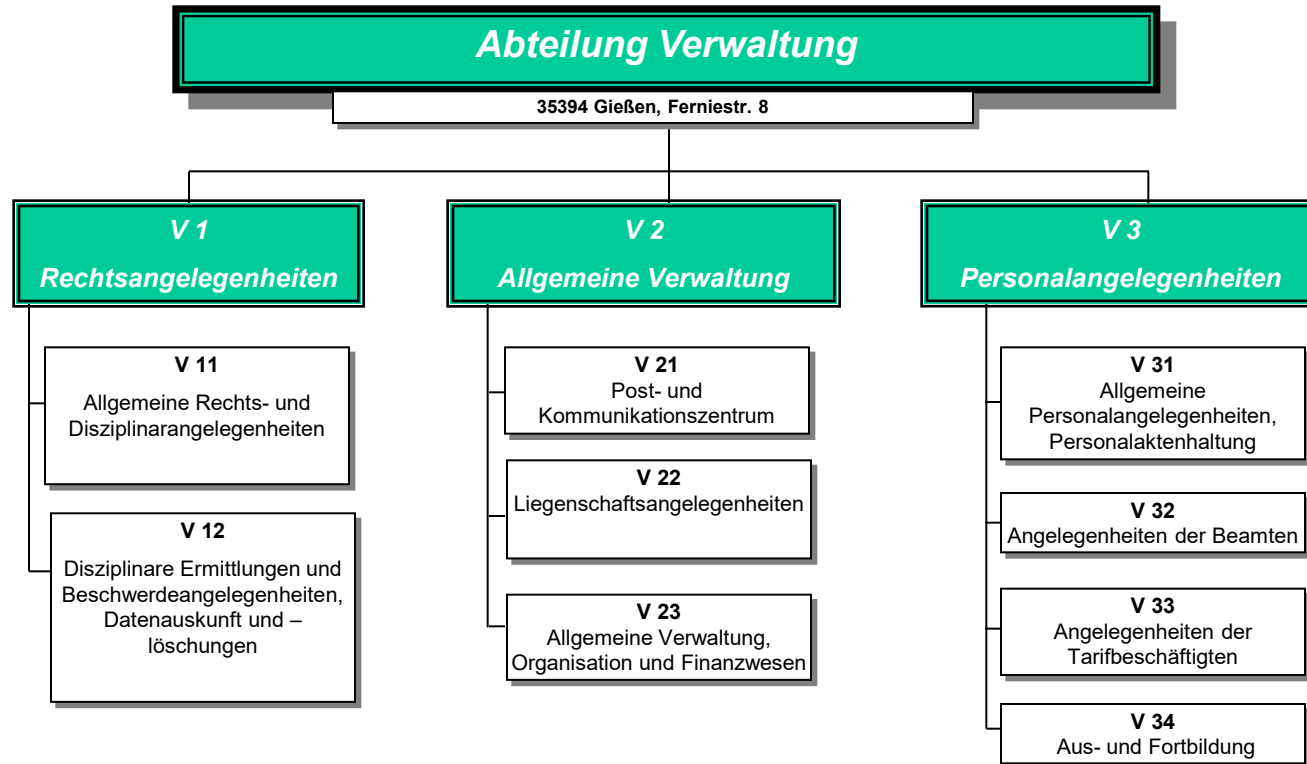 Abteilung Verwaltung
35394 Gießen, Ferniestr. 8
V 1
Rechtsangelegenheiten
V 11
Allgemeine Rechts- und
Disziplinarangelegenheiten
V 12
Disziplinare Ermittlungen und
Beschwerdeangelegenheiten,
Datenauskunft und –
löschungen
V 2
Allgemeine Verwaltung
V 21
Post- und
Kommunikationszentrum
V 22
Liegenschaftsangelegenheiten
V 23
Allgemeine Verwaltung,
Organisation und Finanzwesen
V 3
Personalangelegenheiten
V 31
Allgemeine
Personalangelegenheiten,
Personalaktenhaltung
V 32
Angelegenheiten der Beamten
V 33
Angelegenheiten der
Tarifbeschäftigten
V 34
Aus- und Fortbildung